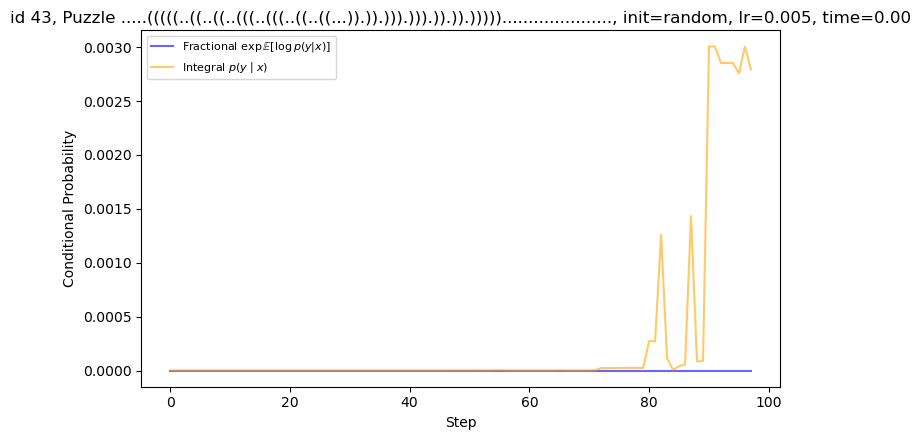 id 43, Puzzle .....(((((..((..((..(((..(((..((..((...)).)).))).))).)).)).)))))....................., init=random, lr=0.005, time=0.00
Fractional exp𝔼[log p(y|x)]
Integral p(y | x)
Conditional Probability
0.0030
0.0025
0.0020
0.0015
0.0010
0.0005
0.0000
0 20 40 60 80 100
Step